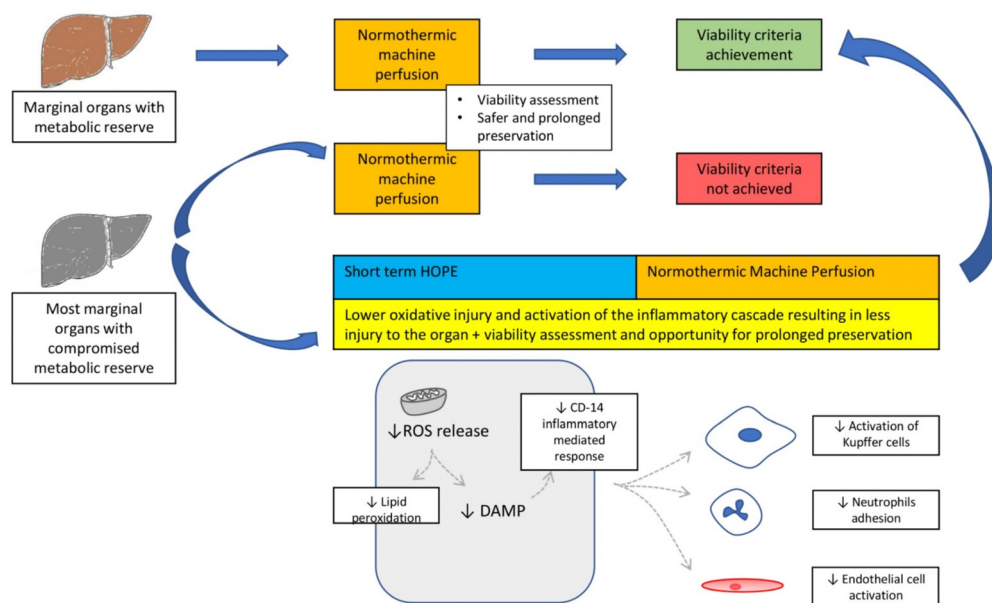 Marginal organs with
metabolic reserve
Normothermic
machine
perfusion
Viability criteria
achievement
• Viability assessment
• Safer and prolonged
preservation
Normothermic
machine
perfusion
Viability criteria
not achieved
Most marginal
organs with
compromised
metabolic reserve
Short term HOPE
Normothermic Machine Perfusion
Lower oxidative injury and activation of the inflammatory cascade resulting in less
injury to the organ + viability assessment and opportunity for prolonged preservation
↓ROS release
↓ Lipid
peroxidation
↓ DAMP
↓ CD-14
inflammatory
mediated
response
↓ Activation of
Kupffer cells
↓ Neutrophils
adhesion
↓ Endothelial cell
activation